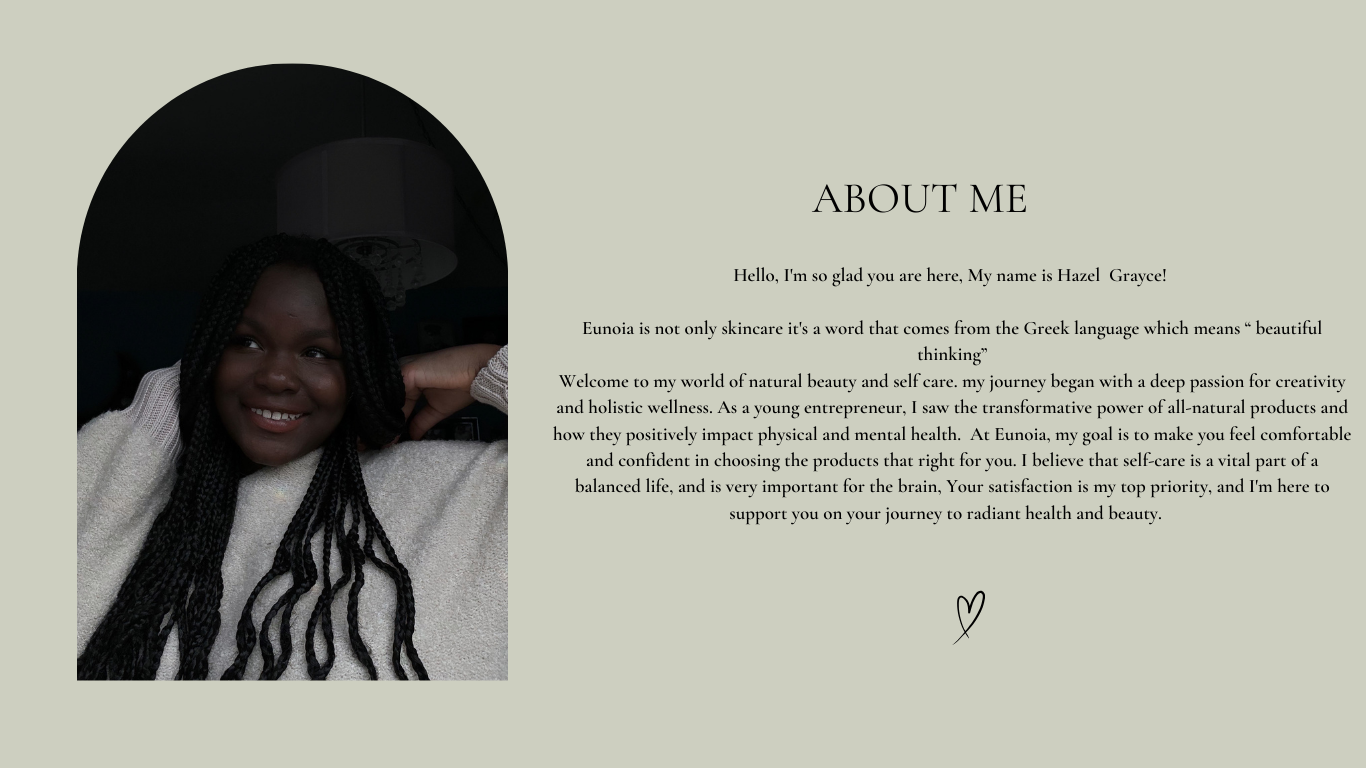 ABOUT ME
Hello, I'm so glad you are here, My name is Hazel  Grayce!
Eunoia is not only skincare it's a word that comes from the Greek language which means “ beautiful
thinking”
Welcome to my world of natural beauty and self care. my journey began with a deep passion for creativity
and holistic wellness. As a young entrepreneur, I saw the transformative power of all-natural products and
how they positively impact physical and mental health.  At Eunoia, my goal is to make you feel comfortable
and confident in choosing the products that right for you. I believe that self-care is a vital part of a
balanced life, and is very important for the brain, Your satisfaction is my top priority, and I'm here to
support you on your journey to radiant health and beauty.